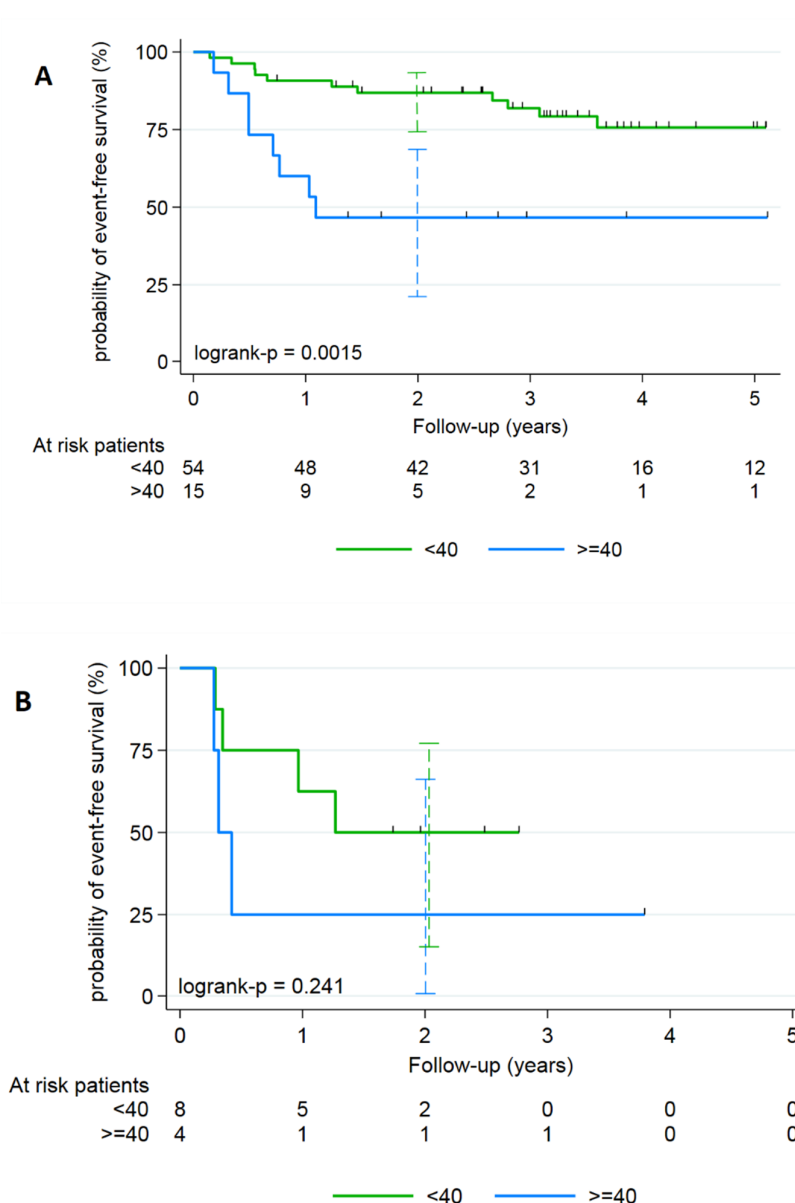 A
probability of event-free survival (%)
100
75
50
25
0
logrank-p = 0.0015
0 1 2 3 4 5
Follow-up (years)
At risk patients
<40 54 48 42 31 16 12
>40 15 9 5 2 1 1
<40 >=40
B
probability of event-free survival (%)
100
75
50
25
0
logrank-p = 0.241
0 1 2 3 4 5
Follow-up (years)
At risk patients
<40 8 5 2 0 0 0
>=40 4 1 1 1 0 0
<40 >=40